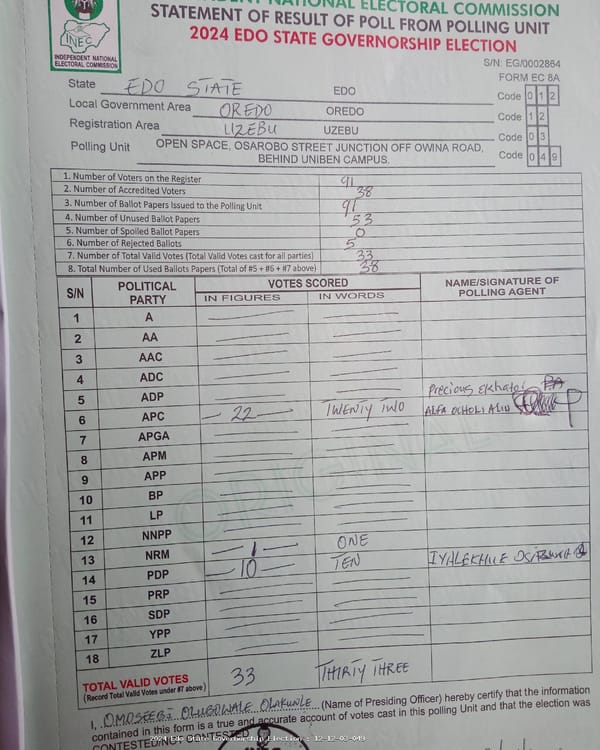 INDEPENDENT NATIONAL ELECTORAL COMMISSION
STATEMENT OF RESULT OF POLL FROM POLLING UNIT
2024 EDO STATE GOVERNORSHIP ELECTION
INEC
INDEPENDENT NATIONAL
ELECTORAL COMMISSION
S/N: EG/0002864
FORM EC 8A
State EDO STATE EDO Code 0 1 2
Local Government Area OREDO OREDO Code 1 2
Registration Area UZEBU UZEBU Code 0 3
Polling Unit OPEN SPACE, OSAROBO STREET JUNCTION OFF OWINA ROAD, BEHIND UNIBEN CAMPUS. Code 0 4 9
1. Number of Voters on the Register 91
2. Number of Accredited Voters 38
3. Number of Ballot Papers Issued to the Polling Unit 91
4. Number of Unused Ballot Papers 53
5. Number of Spoiled Ballot Papers 0
6. Number of Rejected Ballots 5
7. Number of Total Valid Votes (Total Valid Votes cast for all parties) 33
8. Total Number of Used Ballots Papers (Total of #5 + #6 + #7 above) 38
S/N POLITICAL PARTY VOTES SCORED NAME/SIGNATURE OF POLLING AGENT
IN FIGURES IN WORDS
1 A
2 AA
3 AAC
4 ADC
5 ADP Precious Ekhator
6 APC 22 TWENTY TWO
7 APGA
8 APM
9 APP
10 BP
11 LP
12 NNPP
13 NRM 1 ONE
14 PDP 10 TEN
15 PRP
16 SDP
17 YPP
18 ZLP
ORIGINAL
TOTAL VALID VOTES 33 THIRTY THREE
(Record Total Valid Votes under #7 above)
I, OMOSEEBI OLUGOWALE OLAKUNLE (Name of Presiding Officer) hereby certify that the information
contained in this form is a true and accurate account of votes cast in this polling Unit and that the election was
CONTESTED/NOT CONTESTED
2024 Edo State Governorship Election : 12-12-03-049